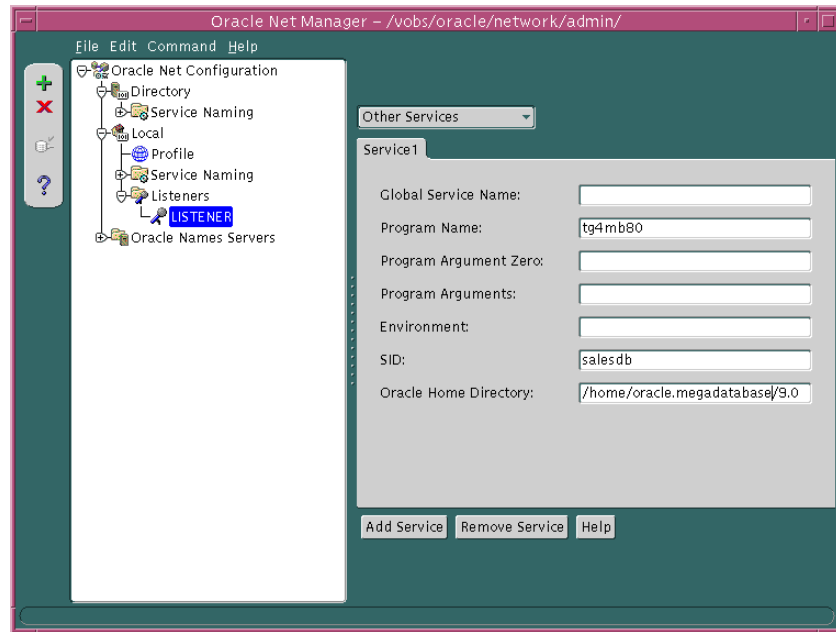 Oracle Net Manager – /vobs/oracle/network/admin/
File Edit Command Help
Oracle Net Configuration
Directory
Service Naming
Local
Profile
Service Naming
Listeners
LISTENER
Oracle Names Servers
Other Services
Service1
Global Service Name:
Program Name: tg4mb80
Program Argument Zero:
Program Arguments:
Environment:
SID: salesdb
Oracle Home Directory: /home/oracle.megadatabase/9.0
Add Service Remove Service Help